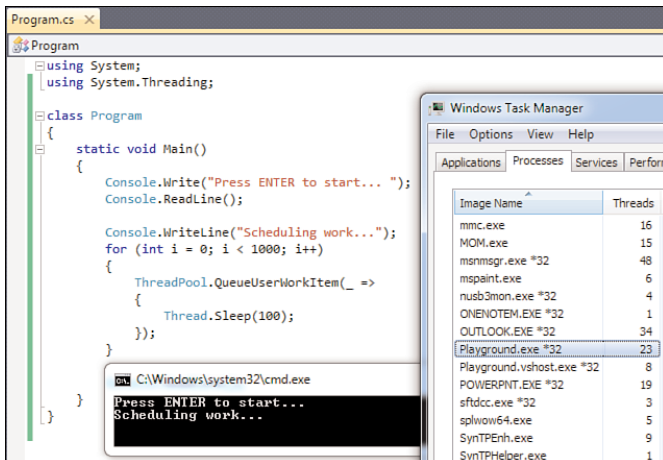 Program.cs ×
Program
using System;
using System.Threading;
class Program
{
static void Main()
{
Console.Write("Press ENTER to start... ");
Console.ReadLine();
Console.WriteLine("Scheduling work...");
for (int i = 0; i < 1000; i++)
{
ThreadPool.QueueUserWorkItem(_ =>
{
Thread.Sleep(100);
});
}
}
}
C:\Windows\system32\cmd.exe
Press ENTER to start...
Scheduling work...
Windows Task Manager
File Options View Help
Applications Processes Services Perfor
Image Name Threads
mmc.exe 16
MOM.exe 15
msnmsgr.exe *32 48
mspaint.exe 6
nusb3mon.exe *32 4
ONENOTEM.EXE *32 1
OUTLOOK.EXE *32 34
Playground.exe *32 23
Playground.vshost.exe *32 8
POWERPNT.EXE *32 19
sftdcc.exe *32 3
splwow64.exe 5
SynTPEnh.exe 9
SynTPHelper.exe 1